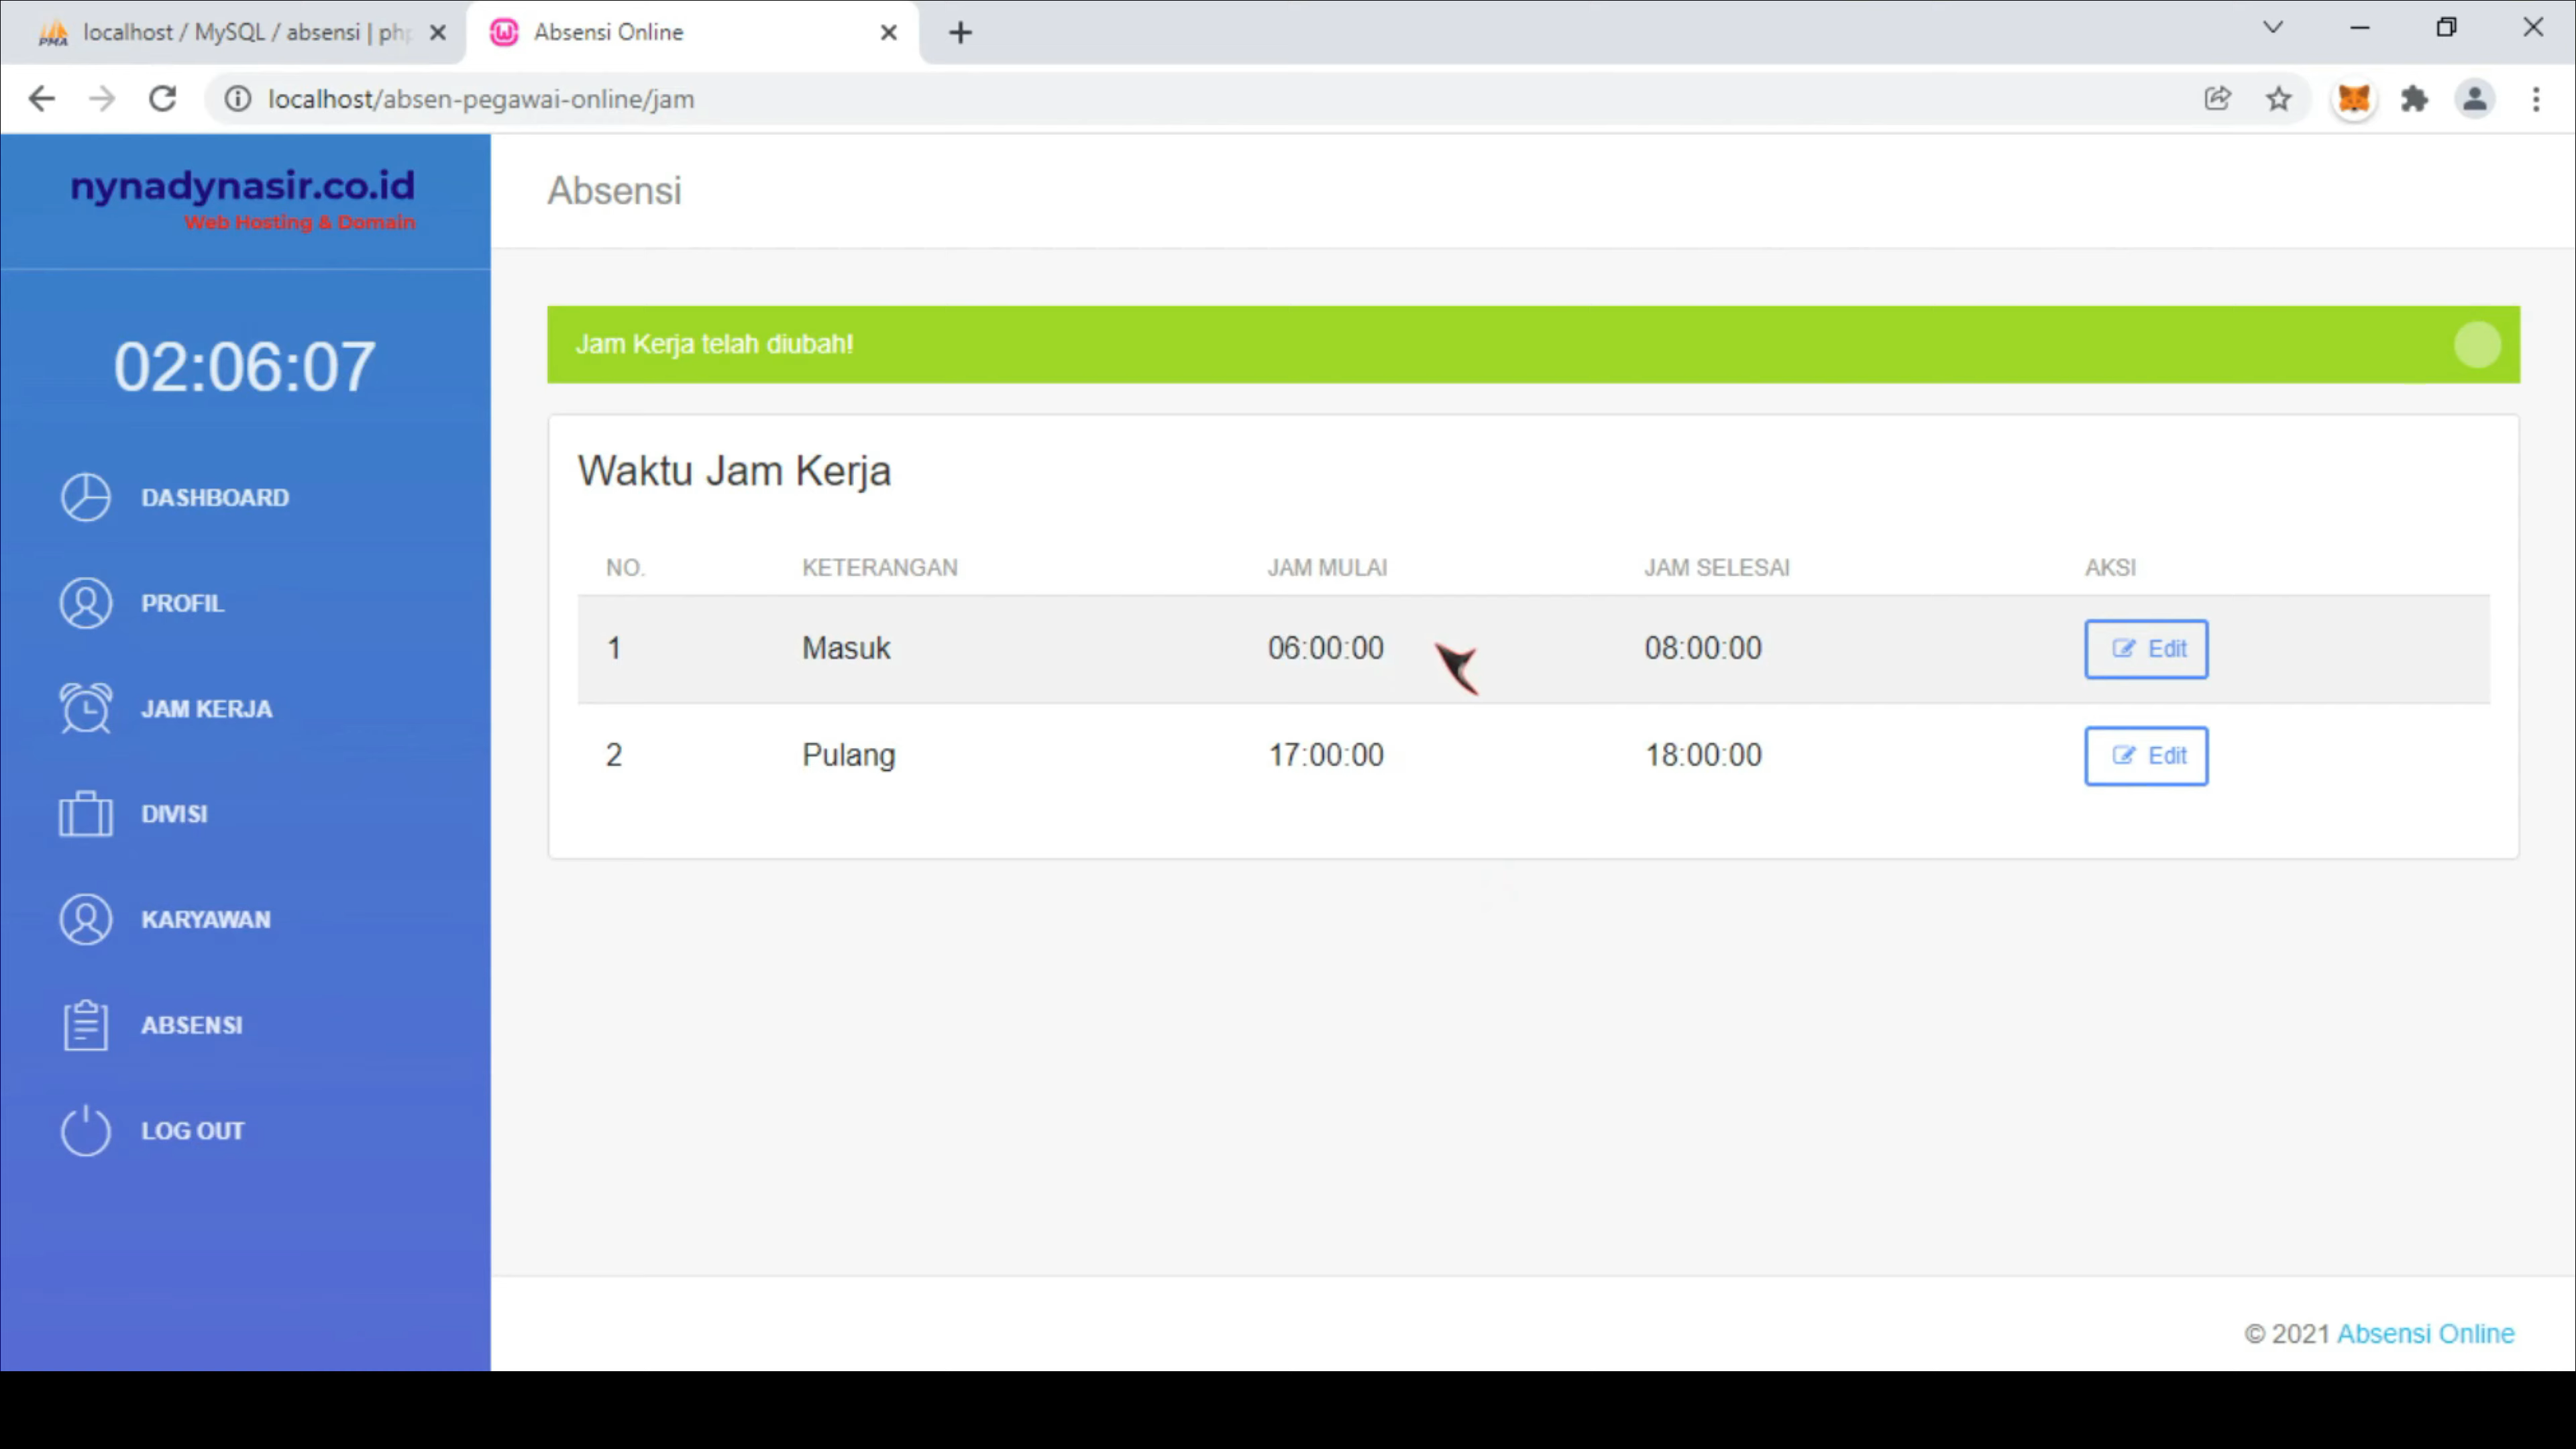 localhost / MySQL / absensi | php
Absensi Online
localhost/absen-pegawai-online/jam
nynadynasir.co.id
Web Hosting & Domain
02:06:07
DASHBOARD
PROFIL
JAM KERJA
DIVISI
KARYAWAN
ABSENSI
LOG OUT
Absensi
Jam Kerja telah diubah!
Waktu Jam Kerja
NO. KETERANGAN JAM MULAI JAM SELESAI AKSI
1 Masuk 06:00:00 08:00:00 Edit
2 Pulang 17:00:00 18:00:00 Edit
© 2021 Absensi Online